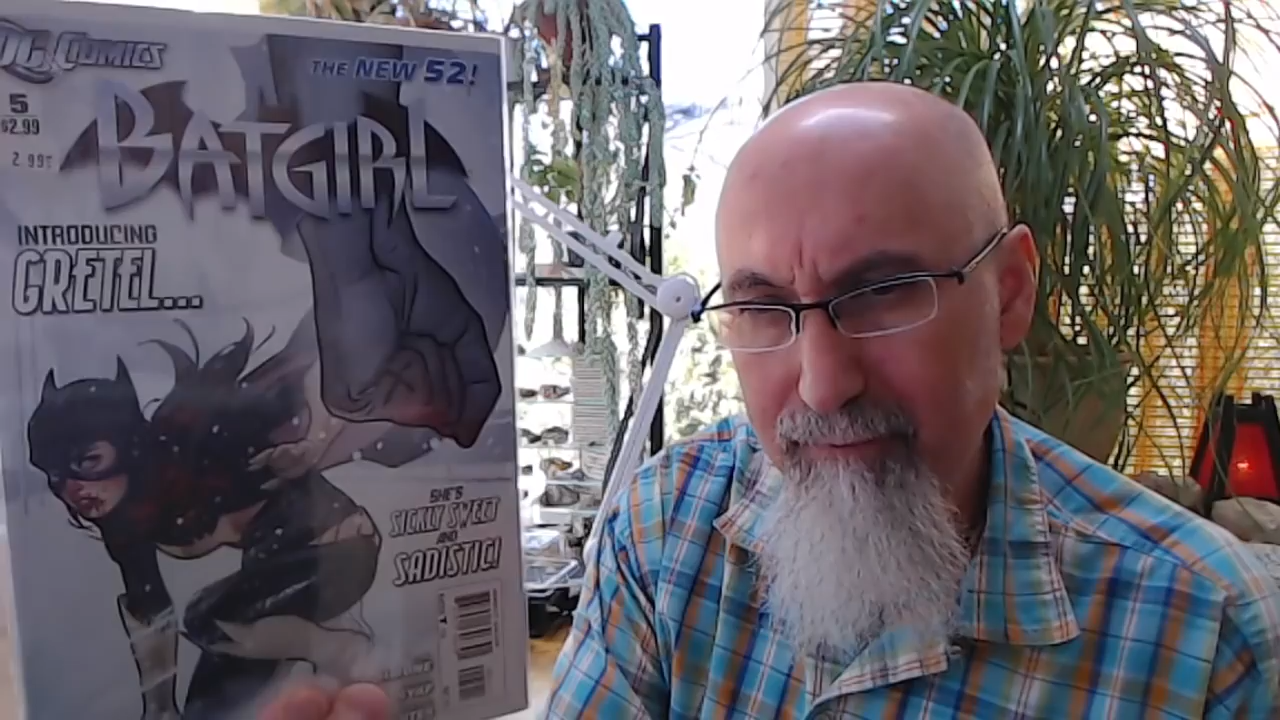 DC COMICS
THE NEW 52!
5
$2.99
2.99
BATGIRL
INTRODUCING
GRETEL...
SHE'S
SICKLY SWEET
AND
SADISTIC!